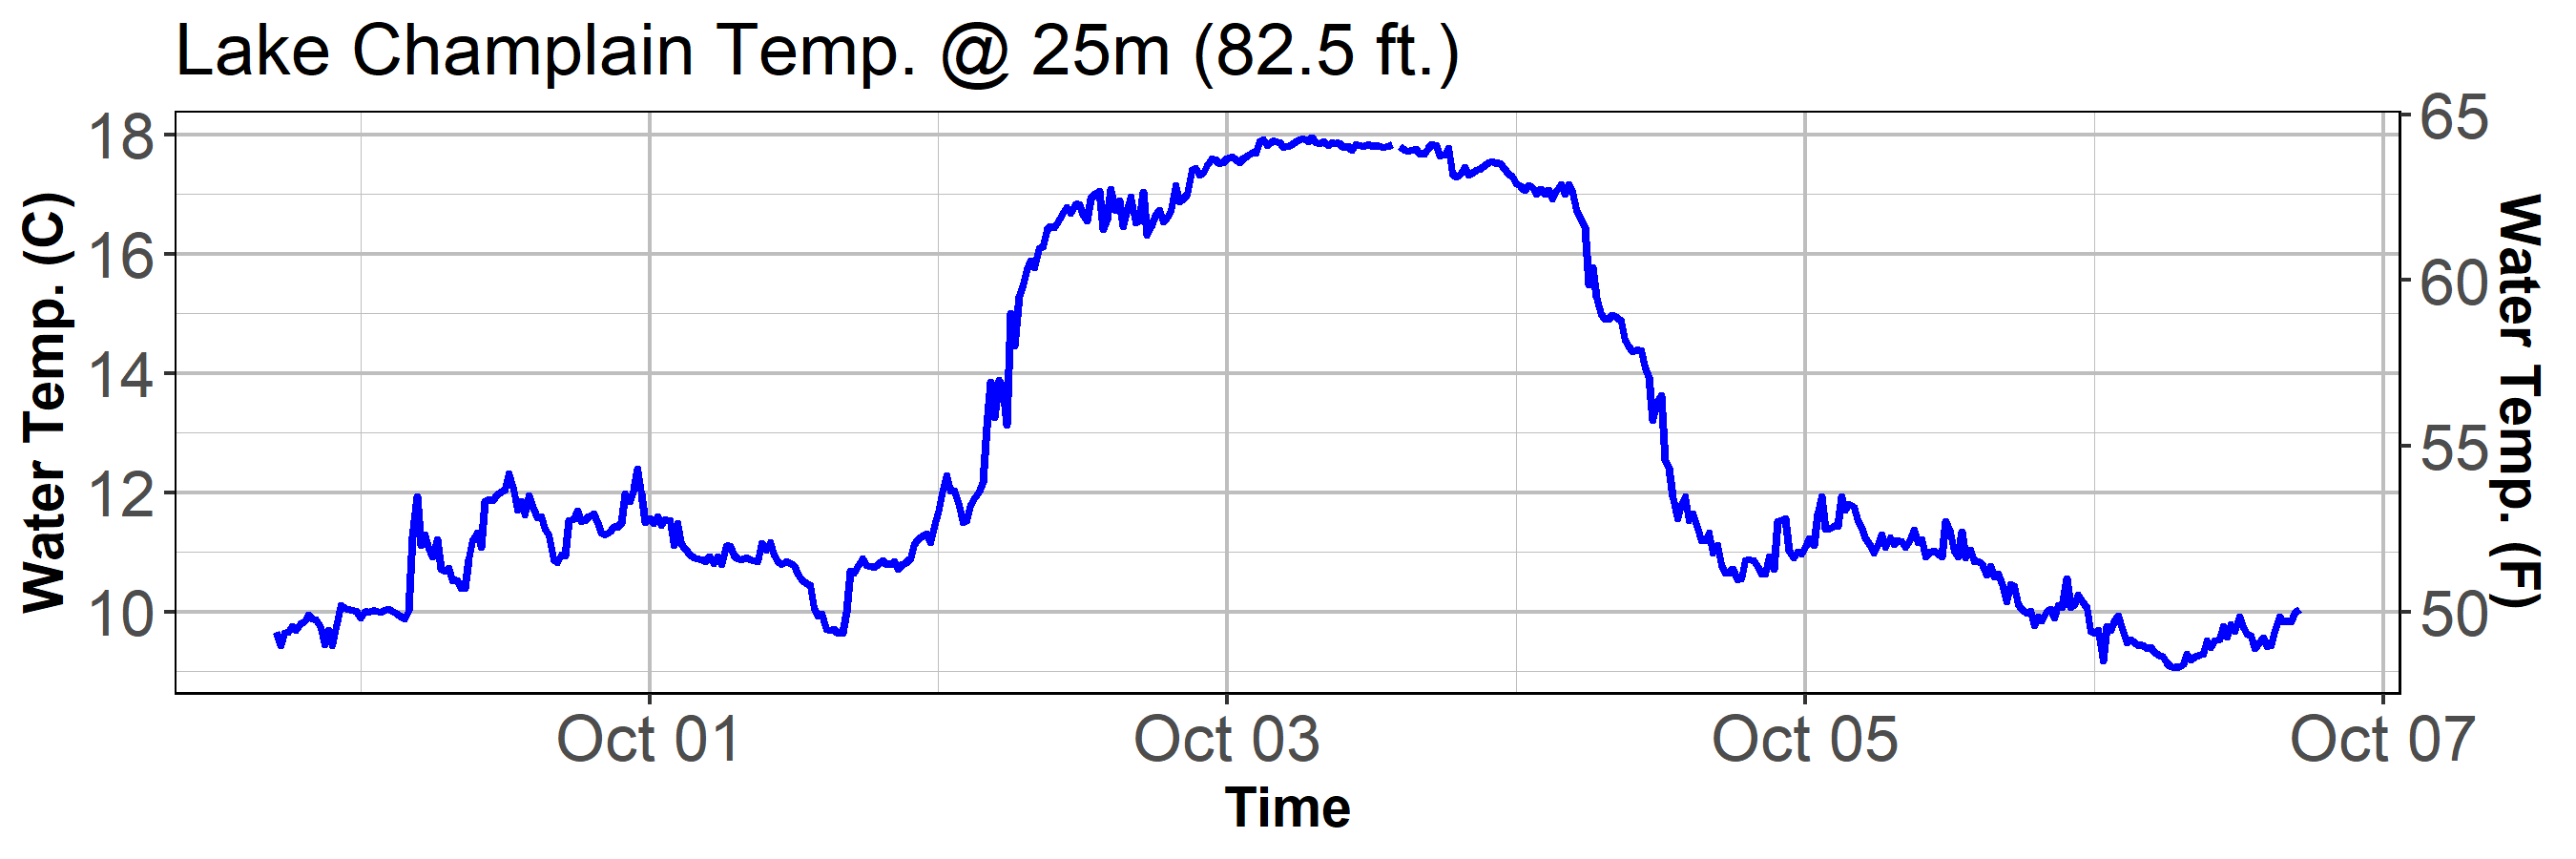 Lake Champlain Temp. @ 25m (82.5 ft.)
Water Temp. (C)
18
16
14
12
10
65
60
55
50
Water Temp. (F)
Oct 01 Oct 03 Oct 05 Oct 07
Time